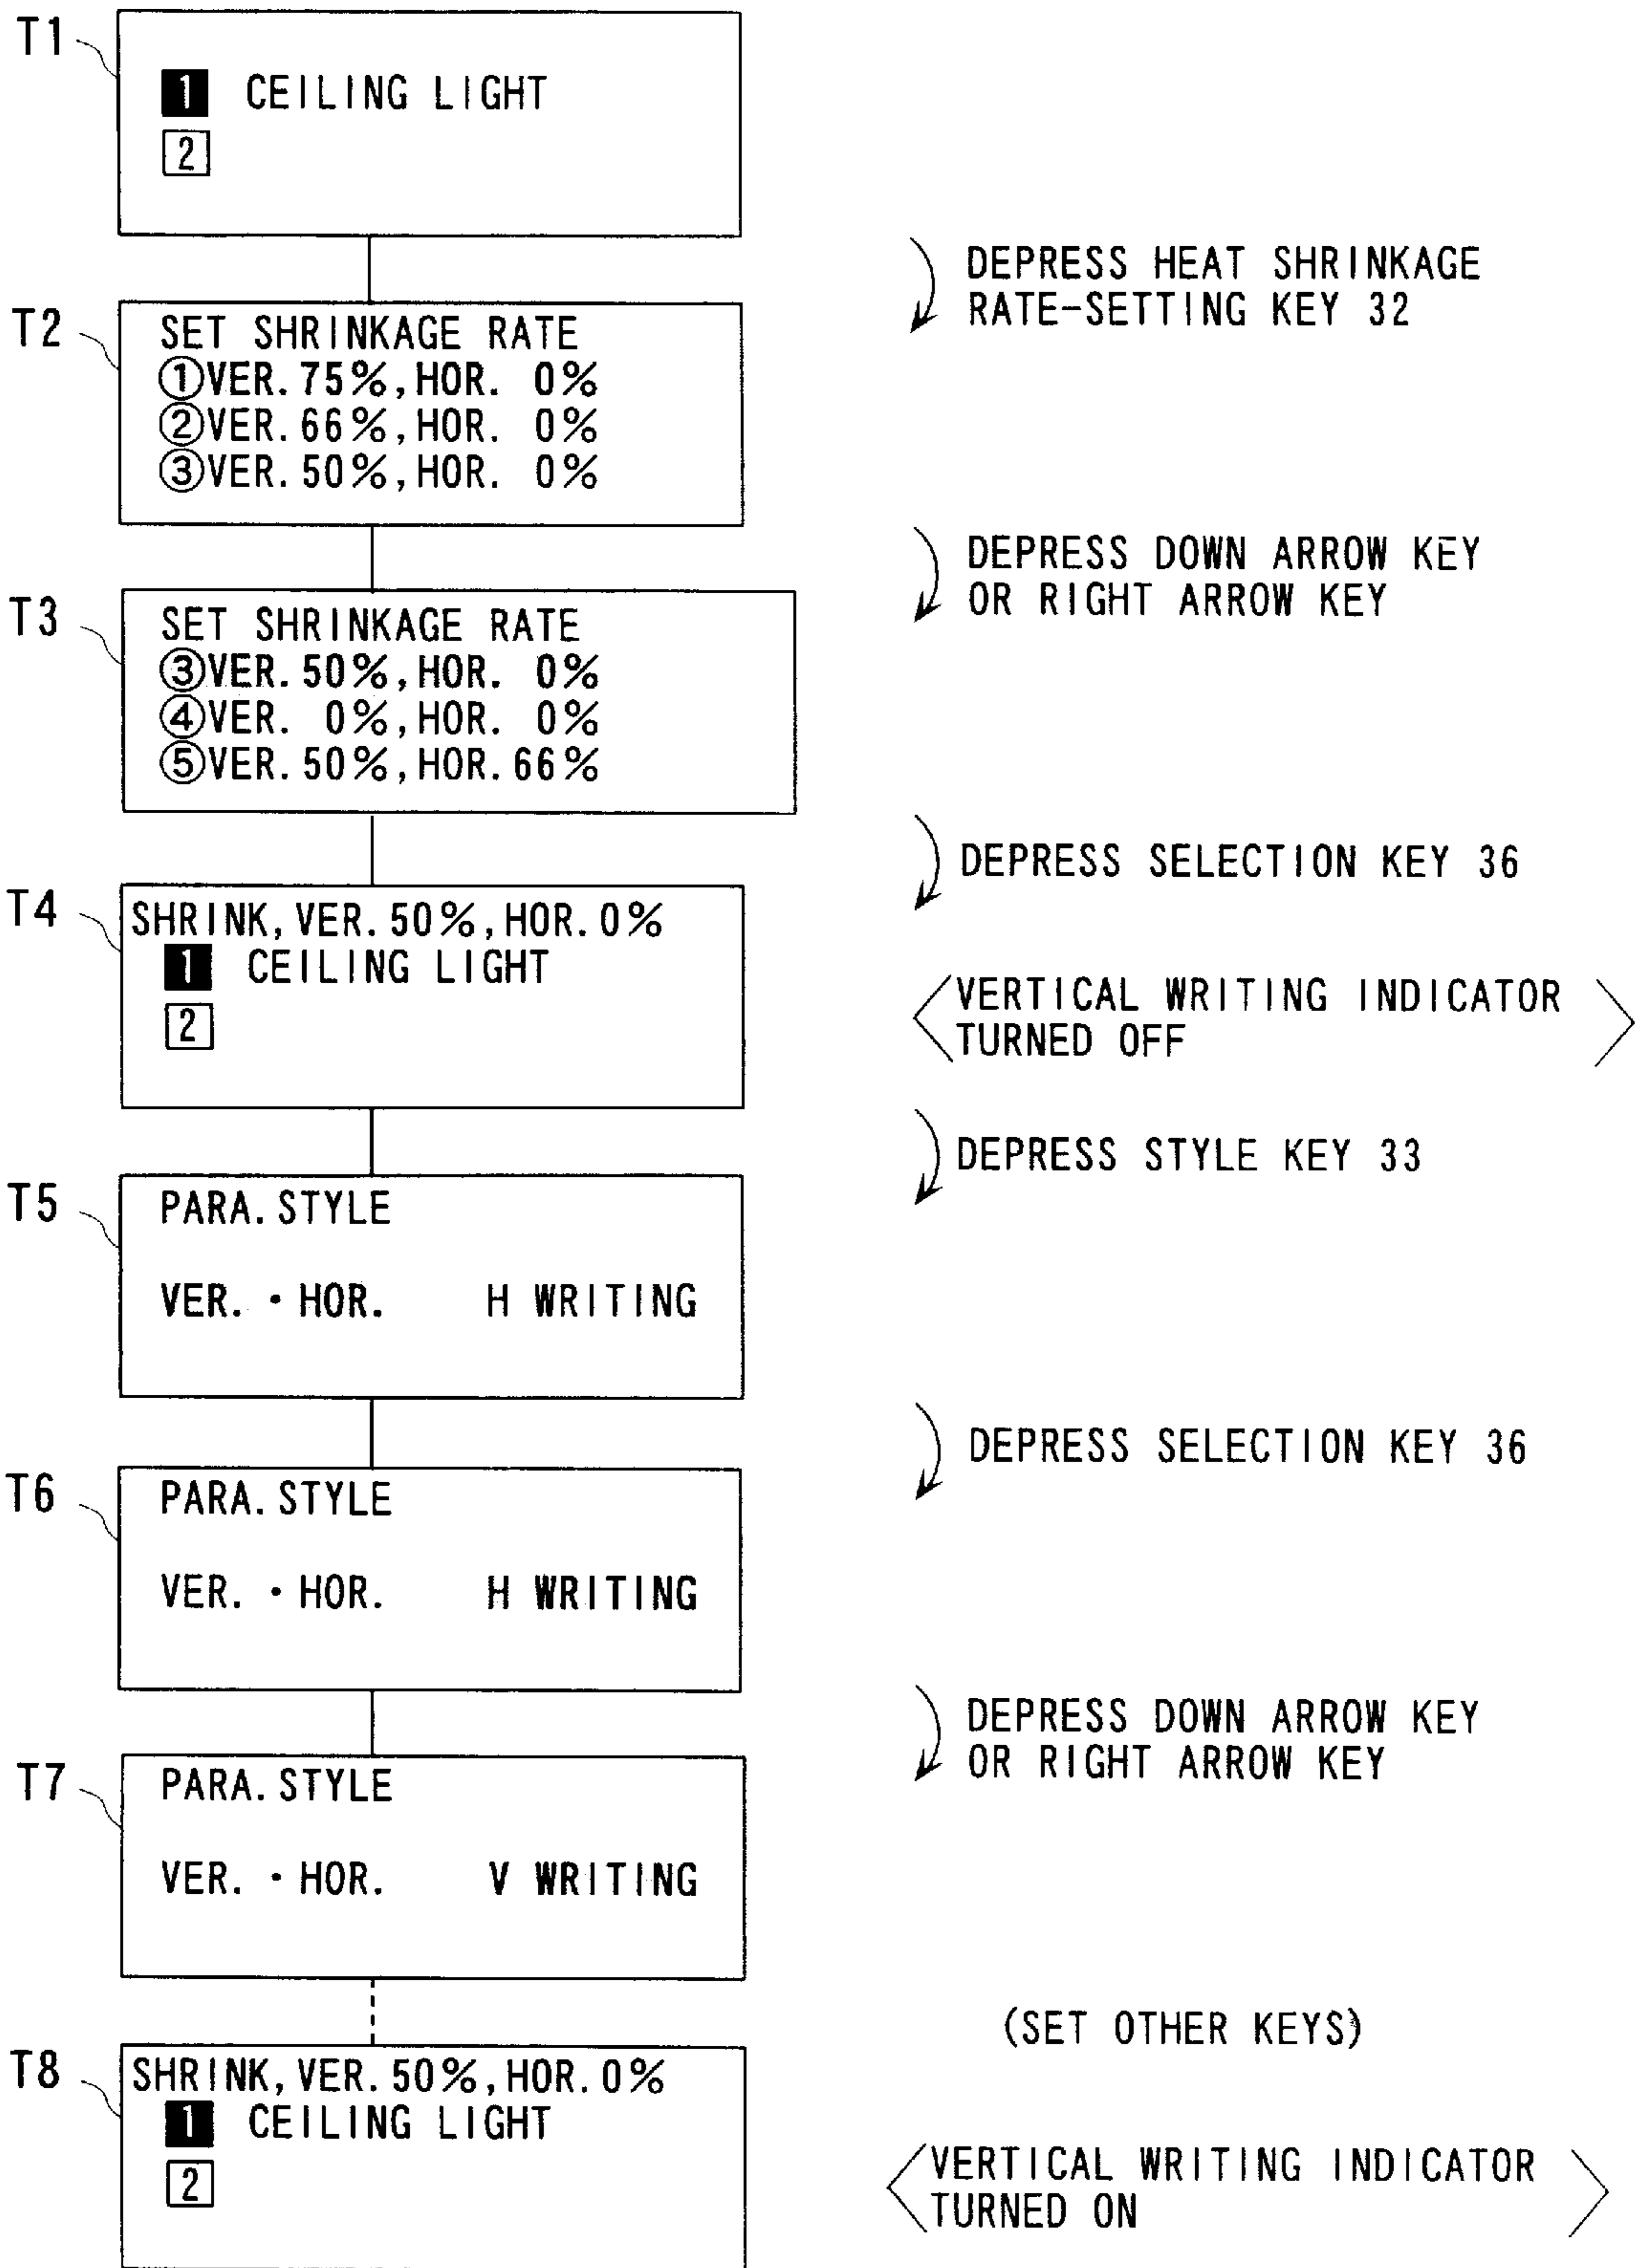 T1
1 CEILING LIGHT
2
DEPRESS HEAT SHRINKAGE
RATE-SETTING KEY 32
T2
SET SHRINKAGE RATE
①VER. 75%, HOR. 0%
②VER. 66%, HOR. 0%
③VER. 50%, HOR. 0%
DEPRESS DOWN ARROW KEY
OR RIGHT ARROW KEY
T3
SET SHRINKAGE RATE
③VER. 50%, HOR. 0%
④VER. 0%, HOR. 0%
⑤VER. 50%, HOR. 66%
DEPRESS SELECTION KEY 36
T4
SHRINK, VER. 50%, HOR. 0%
1 CEILING LIGHT
2
VERTICAL WRITING INDICATOR
TURNED OFF
DEPRESS STYLE KEY 33
T5
PARA. STYLE
VER. · HOR. H WRITING
DEPRESS SELECTION KEY 36
T6
PARA. STYLE
VER. · HOR. H WRITING
DEPRESS DOWN ARROW KEY
OR RIGHT ARROW KEY
T7
PARA. STYLE
VER. · HOR. V WRITING
(SET OTHER KEYS)
T8
SHRINK, VER. 50%, HOR. 0%
1 CEILING LIGHT
2
VERTICAL WRITING INDICATOR
TURNED ON